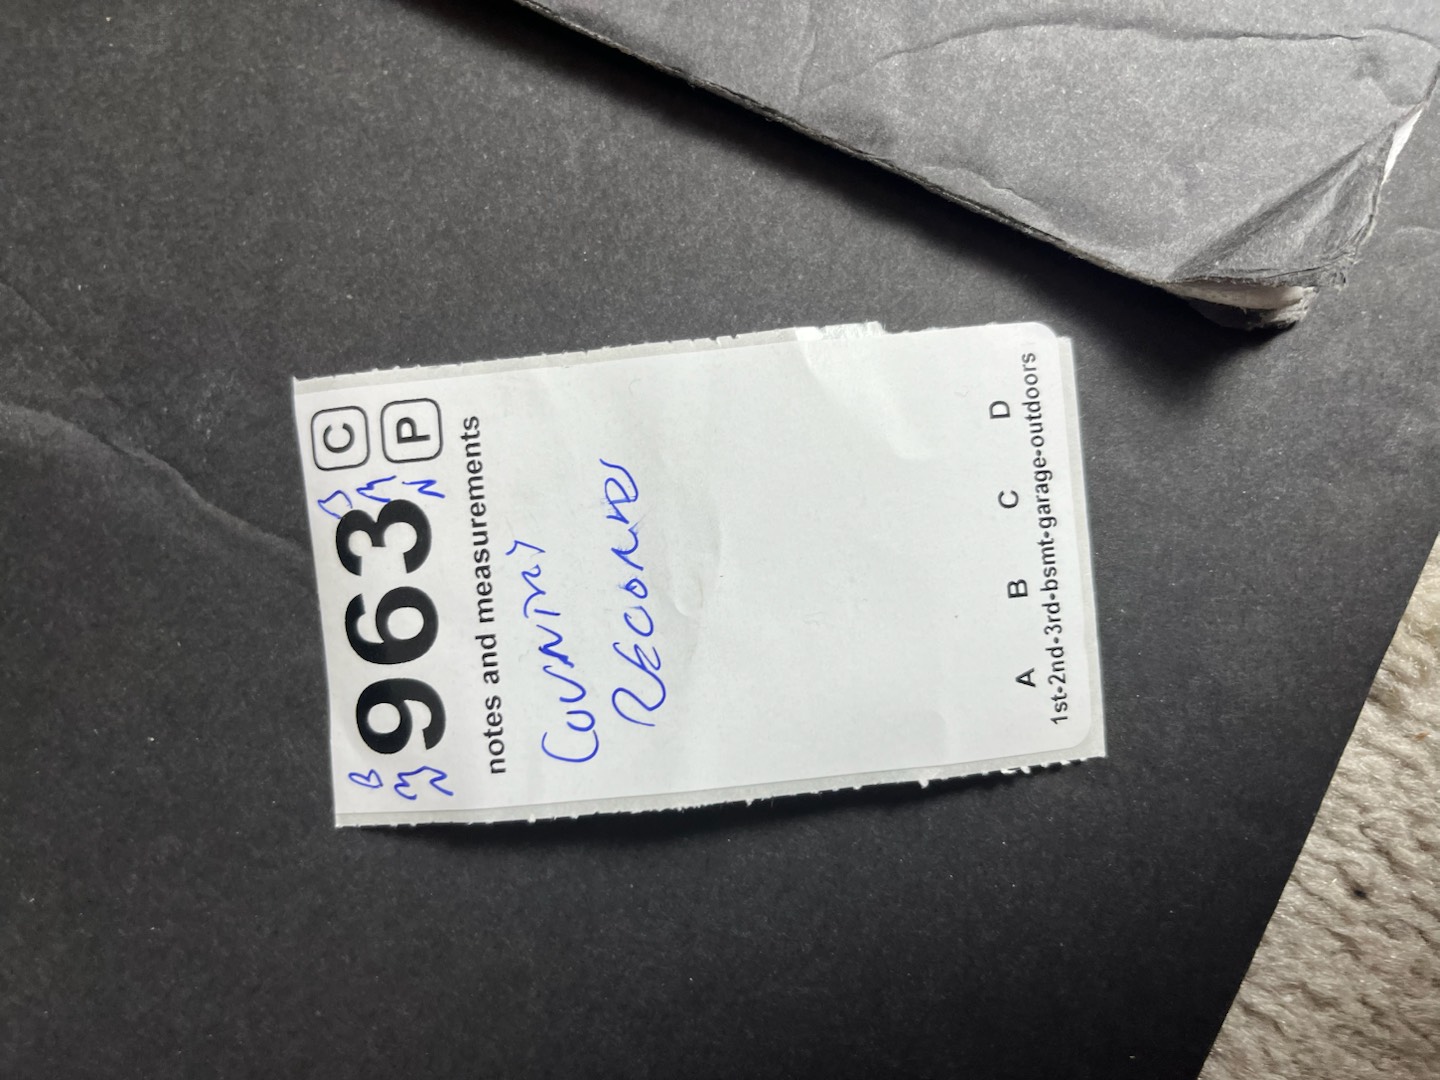 963
C
P
notes and measurements
COUNTRY
RECORDS
A B C D
1st-2nd-3rd-bsmt-garage-outdoors